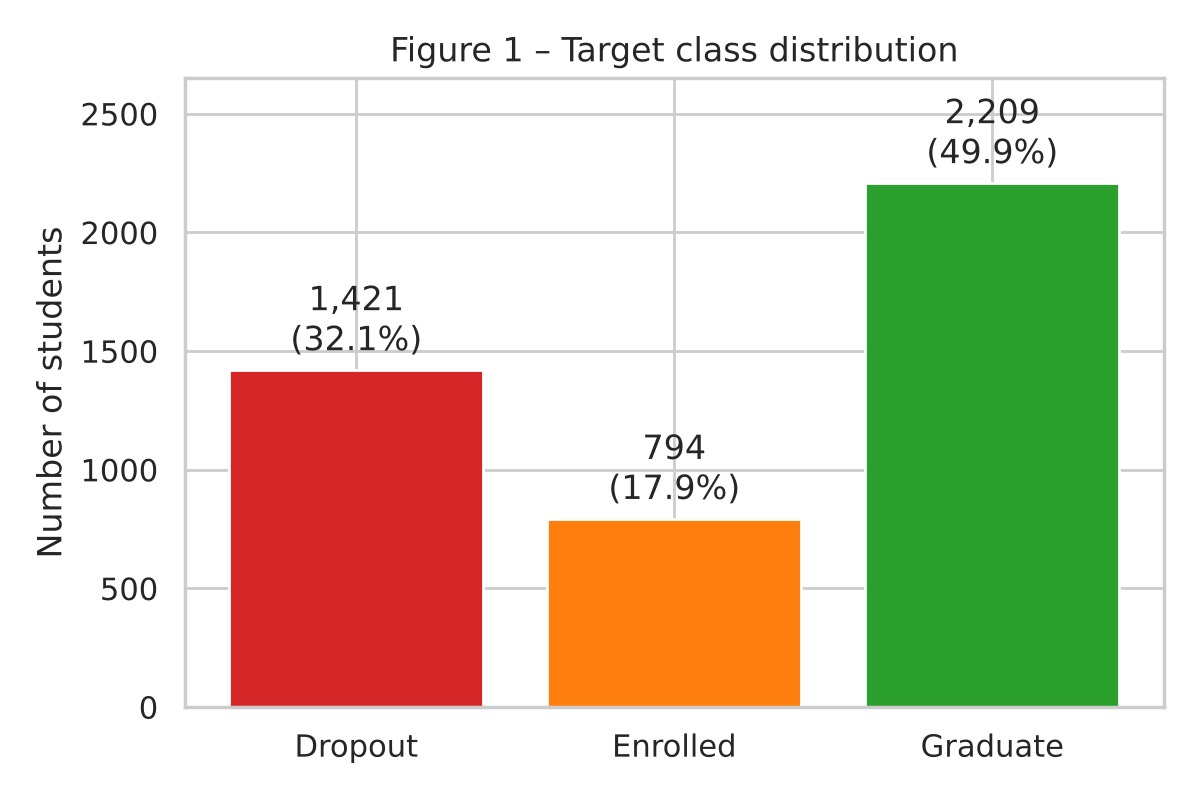 Figure 1 – Target class distribution
Number of students
2500
2000
1500
1000
500
0
1,421
(32.1%)
794
(17.9%)
2,209
(49.9%)
Dropout
Enrolled
Graduate